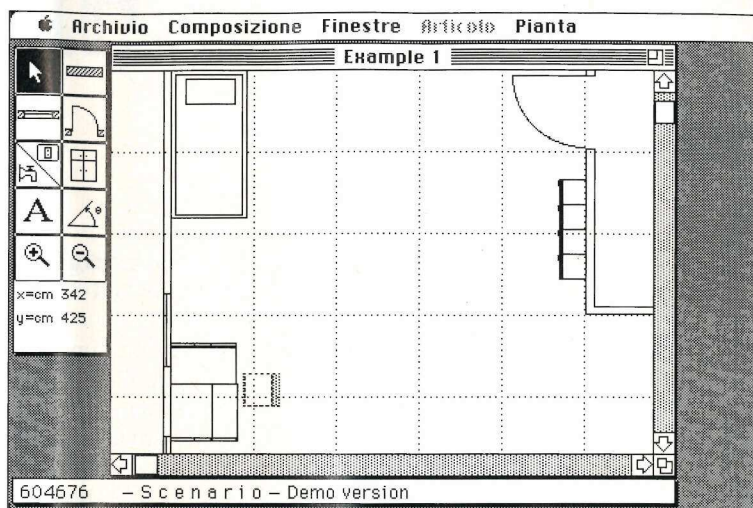 Archivio Composizione Finestre Articolo Pianta
Example 1
A
x=cm 342
y=cm 425
604676 – S c e n a r i o – Demo version